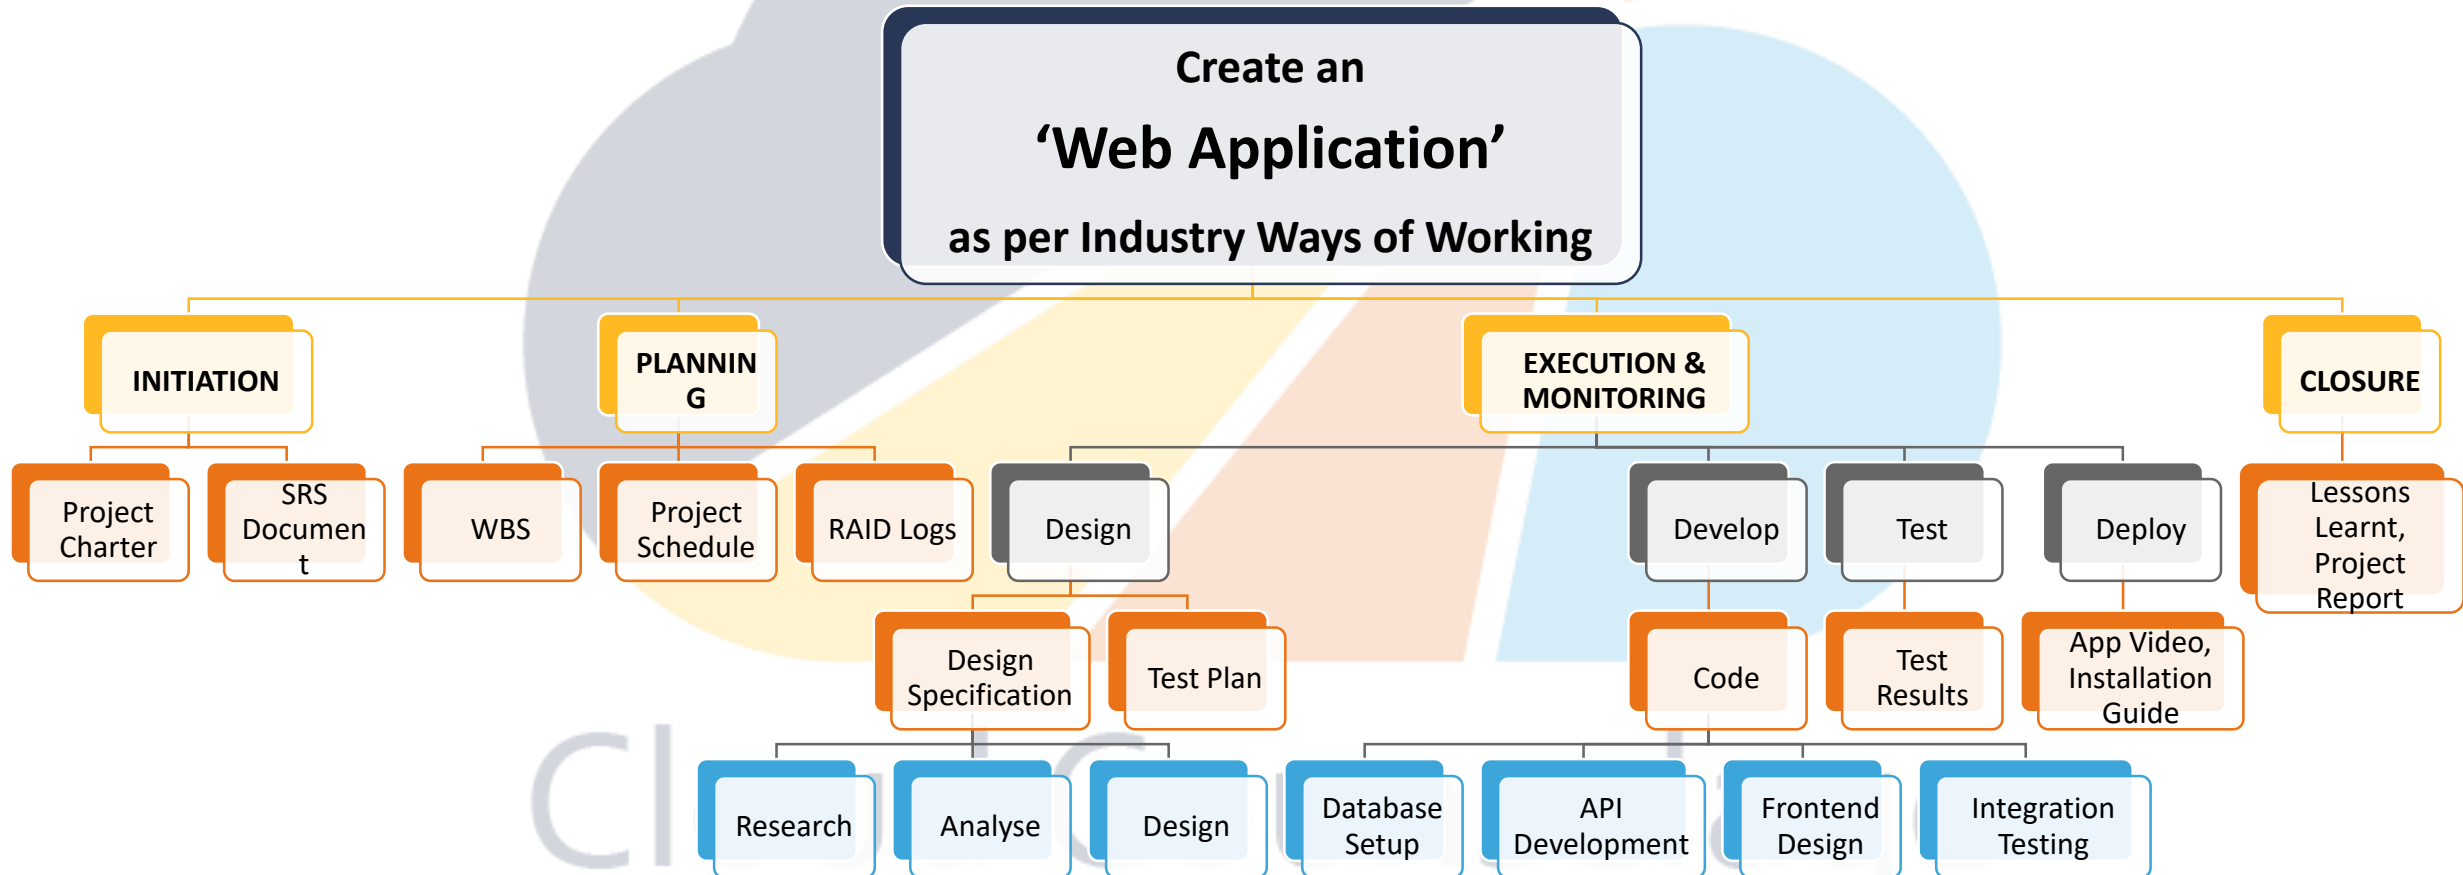 Create an
‘Web Application’
as per Industry Ways of Working
INITIATION
PLANNIN
G
EXECUTION &
MONITORING
CLOSURE
Project
Charter
SRS
Documen
t
WBS
Project
Schedule
RAID Logs
Design
Develop
Test
Deploy
Lessons
Learnt,
Project
Report
Design
Specification
Test Plan
Code
Test
Results
App Video,
Installation
Guide
Research
Analyse
Design
Database
Setup
API
Development
Frontend
Design
Integration
Testing